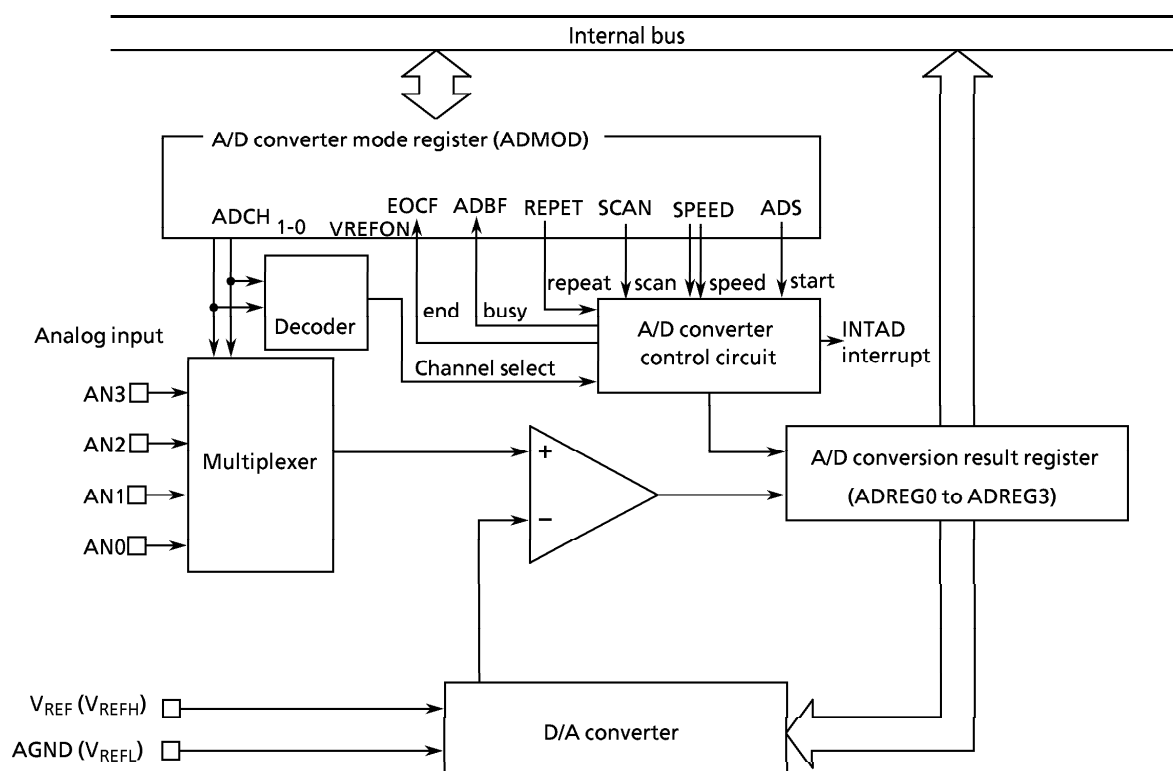 Internal bus
A/D converter mode register (ADMOD)
ADCH 1-0
VREFON
EOCF
ADBF
REPET
SCAN
SPEED
ADS
repeat
scan
speed
start
end
busy
Decoder
Analog input
A/D converter
control circuit
INTAD
interrupt
Channel select
AN3
AN2
AN1
AN0
Multiplexer
+
−
A/D conversion result register
(ADREG0 to ADREG3)
VREF (VREFH)
AGND (VREFL)
D/A converter